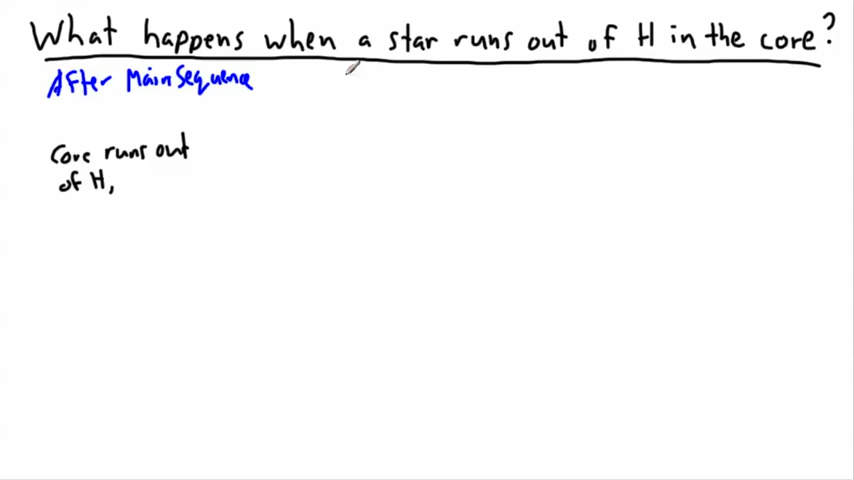 What happens when a star runs out of H in the core?
After Main Sequence
Core runs out
of H,